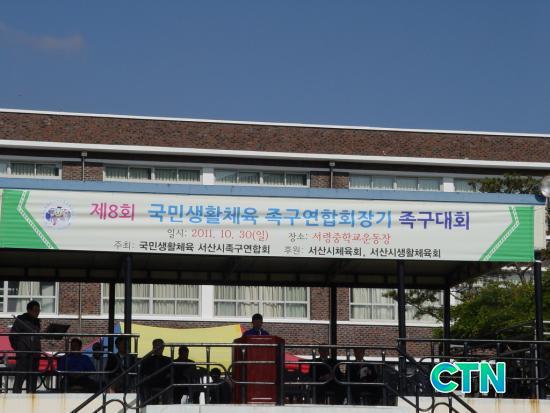 제8회 국민생활체육 족구연합회장기 족구대회
일시: 2011. 10. 30(일) 장소: 서령중학교운동장
주최: 국민생활체육 서산시족구연합회 후원: 서산시체육회, 서산시생활체육회
CTN